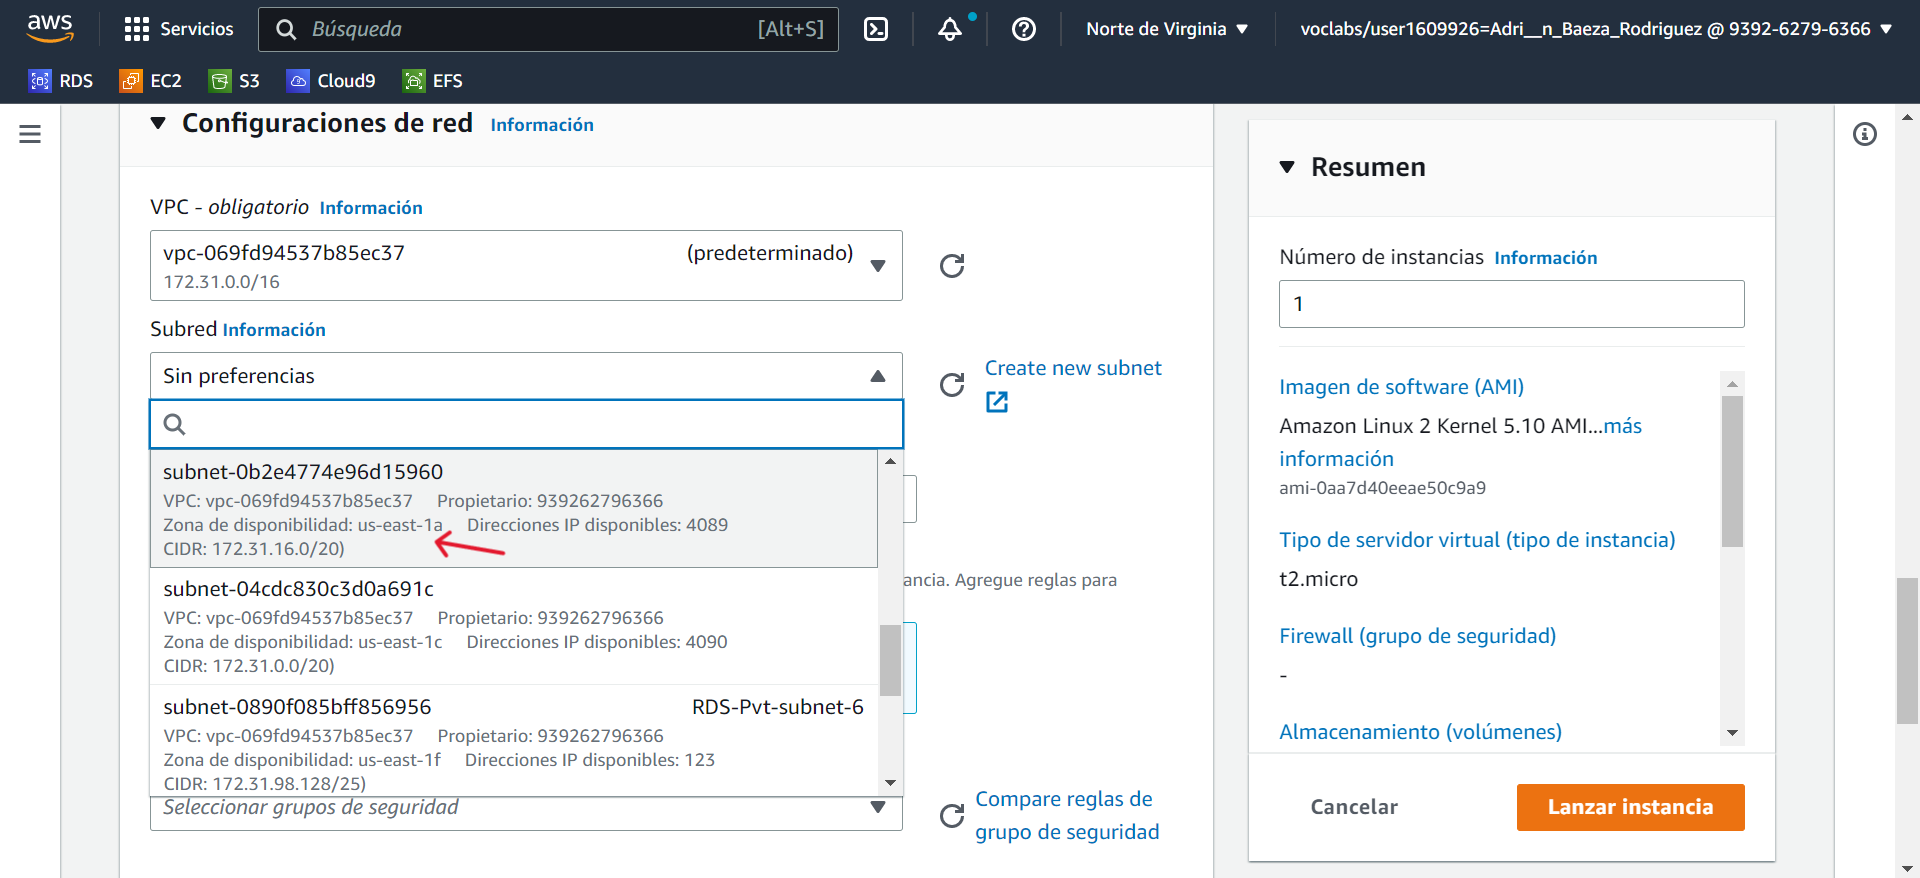 aws
Servicios
Búsqueda
[Alt+S]
Norte de Virginia
voclabs/user1609926=Adri__n_Baeza_Rodriguez @ 9392-6279-6366
RDS
EC2
S3
Cloud9
EFS
Configuraciones de red Información
VPC - obligatorio Información
vpc-069fd94537b85ec37 (predeterminado)
172.31.0.0/16
Subred Información
Sin preferencias
Create new subnet
subnet-0b2e4774e96d15960
VPC: vpc-069fd94537b85ec37 Propietario: 939262796366
Zona de disponibilidad: us-east-1a Direcciones IP disponibles: 4089
CIDR: 172.31.16.0/20)
subnet-04cdc830c3d0a691c
ancia. Agregue reglas para
VPC: vpc-069fd94537b85ec37 Propietario: 939262796366
Zona de disponibilidad: us-east-1c Direcciones IP disponibles: 4090
CIDR: 172.31.0.0/20)
subnet-0890f085bff856956 RDS-Pvt-subnet-6
VPC: vpc-069fd94537b85ec37 Propietario: 939262796366
Zona de disponibilidad: us-east-1f Direcciones IP disponibles: 123
CIDR: 172.31.98.128/25)
Seleccionar grupos de seguridad
Compare reglas de
grupo de seguridad
Resumen
Número de instancias Información
1
Imagen de software (AMI)
Amazon Linux 2 Kernel 5.10 AMI...más
información
ami-0aa7d40eeae50c9a9
Tipo de servidor virtual (tipo de instancia)
t2.micro
Firewall (grupo de seguridad)
-
Almacenamiento (volúmenes)
Cancelar
Lanzar instancia